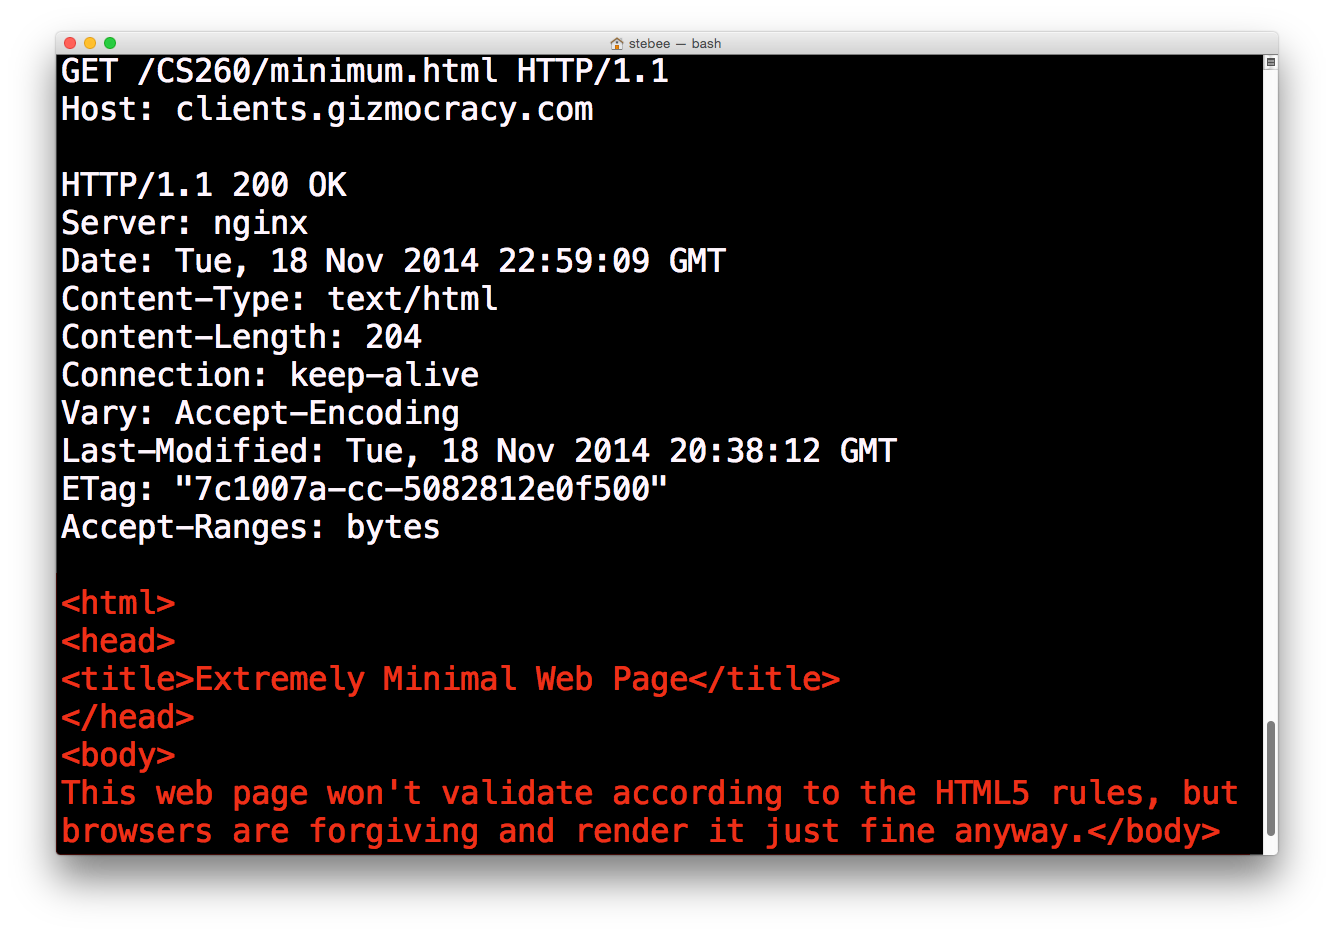 stebee — bash
GET /CS260/minimum.html HTTP/1.1
Host: clients.gizmocracy.com
HTTP/1.1 200 OK
Server: nginx
Date: Tue, 18 Nov 2014 22:59:09 GMT
Content-Type: text/html
Content-Length: 204
Connection: keep-alive
Vary: Accept-Encoding
Last-Modified: Tue, 18 Nov 2014 20:38:12 GMT
ETag: "7c1007a-cc-5082812e0f500"
Accept-Ranges: bytes
<html>
<head>
<title>Extremely Minimal Web Page</title>
</head>
<body>
This web page won't validate according to the HTML5 rules, but
browsers are forgiving and render it just fine anyway.</body>